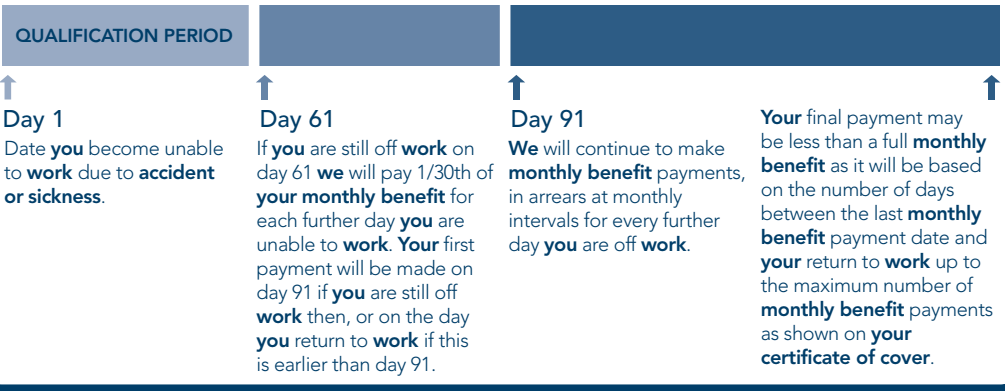 QUALIFICATION PERIOD
Day 1
Date you become unable
to work due to accident
or sickness.
Day 61
If you are still off work on
day 61 we will pay 1/30th of
your monthly benefit for
each further day you are
unable to work. Your first
payment will be made on
day 91 if you are still off
work then, or on the day
you return to work if this
is earlier than day 91.
Day 91
We will continue to make
monthly benefit payments,
in arrears at monthly
intervals for every further
day you are off work.
Your final payment may
be less than a full monthly
benefit as it will be based
on the number of days
between the last monthly
benefit payment date and
your return to work up to
the maximum number of
monthly benefit payments
as shown on your
certificate of cover.